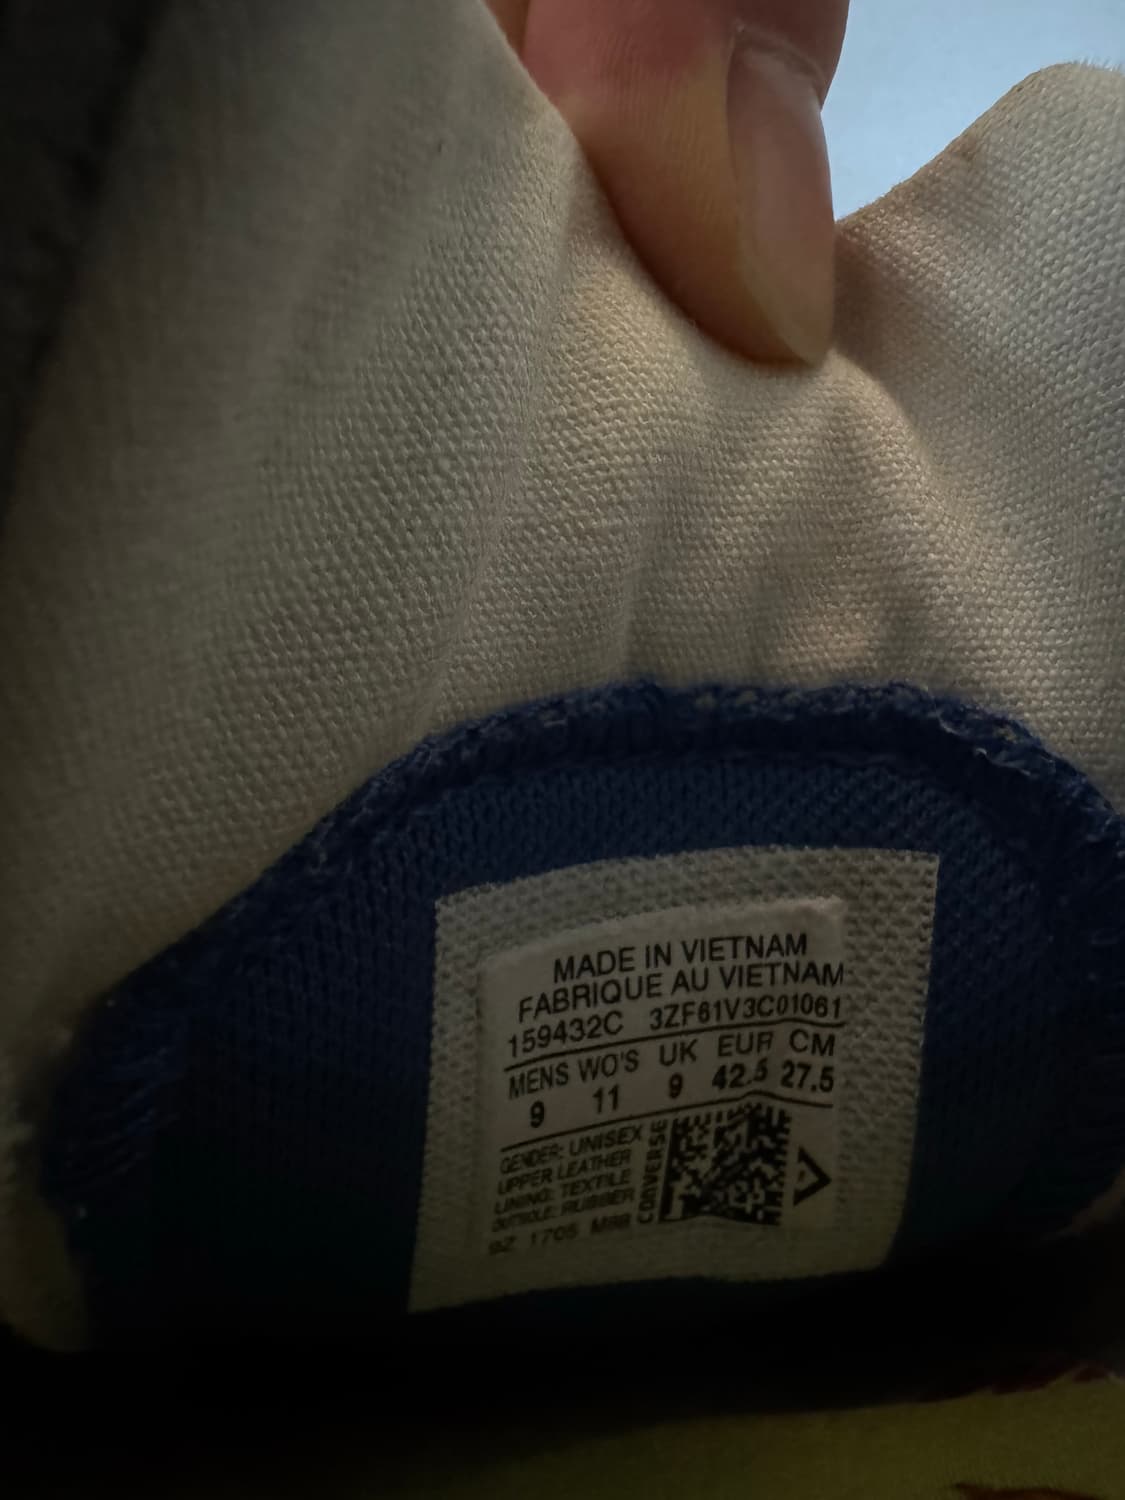 MADE IN VIETNAM
FABRIQUE AU VIETNAM
159432C 3ZF61V3C01061
MENS WO'S UK EUR CM
9 11 9 42.5 27.5
GENDER: UNISEX
UPPER LEATHER
LINING: TEXTILE
OUTSOLE: RUBBER
1705
CONVERSE